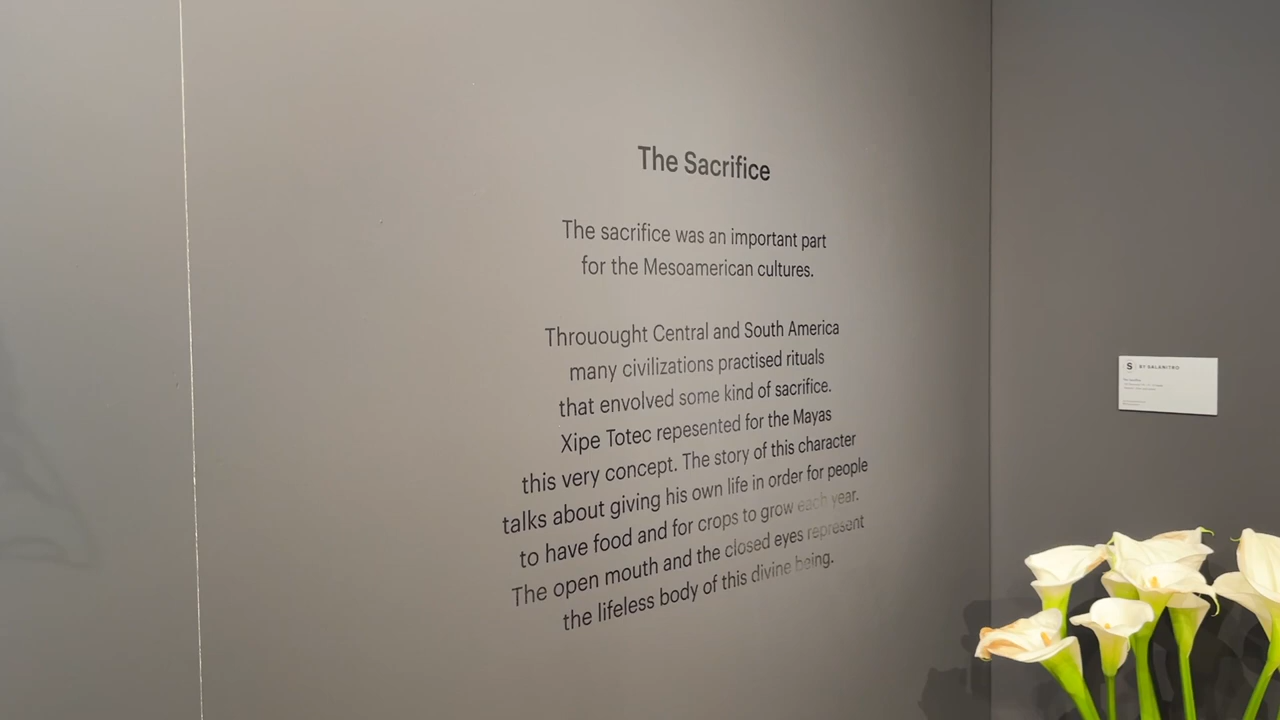 The Sacrifice
The sacrifice was an important part
for the Mesoamerican cultures.
Throuought Central and South America
many civilizations practised rituals
that envolved some kind of sacrifice.
Xipe Totec repesented for the Mayas
this very concept. The story of this character
talks about giving his own life in order for people
to have food and for crops to grow each year.
The open mouth and the closed eyes represent
the lifeless body of this divine being.
S BY SALANITRO